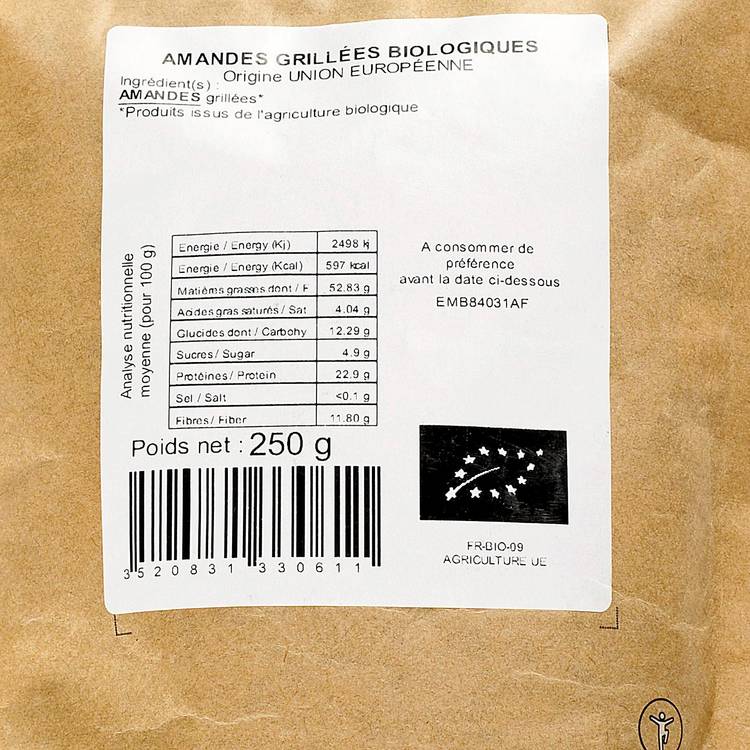 AMANDES GRILLÉES BIOLOGIQUES
Origine UNION EUROPÉENNE
Ingrédient(s) :
AMANDES grillées*
*Produits issus de l'agriculture biologique
Analyse nutritionnelle
moyenne (pour 100 g)
Energie / Energy (Kj) 2498 kj
Energie / Energy (Kcal) 597 kcal
Matières grasses dont / F 52.83 g
Acides gras saturés / Sat 4.04 g
Glucides dont / Carbohy 12.29 g
Sucres / Sugar 4.9 g
Protéines / Protein 22.9 g
Sel / Salt <0.1 g
Fibres / Fiber 11.80 g
A consommer de
préférence
avant la date ci-dessous
EMB84031AF
Poids net : 250 g
3520831330611
FR-BIO-09
AGRICULTURE UE